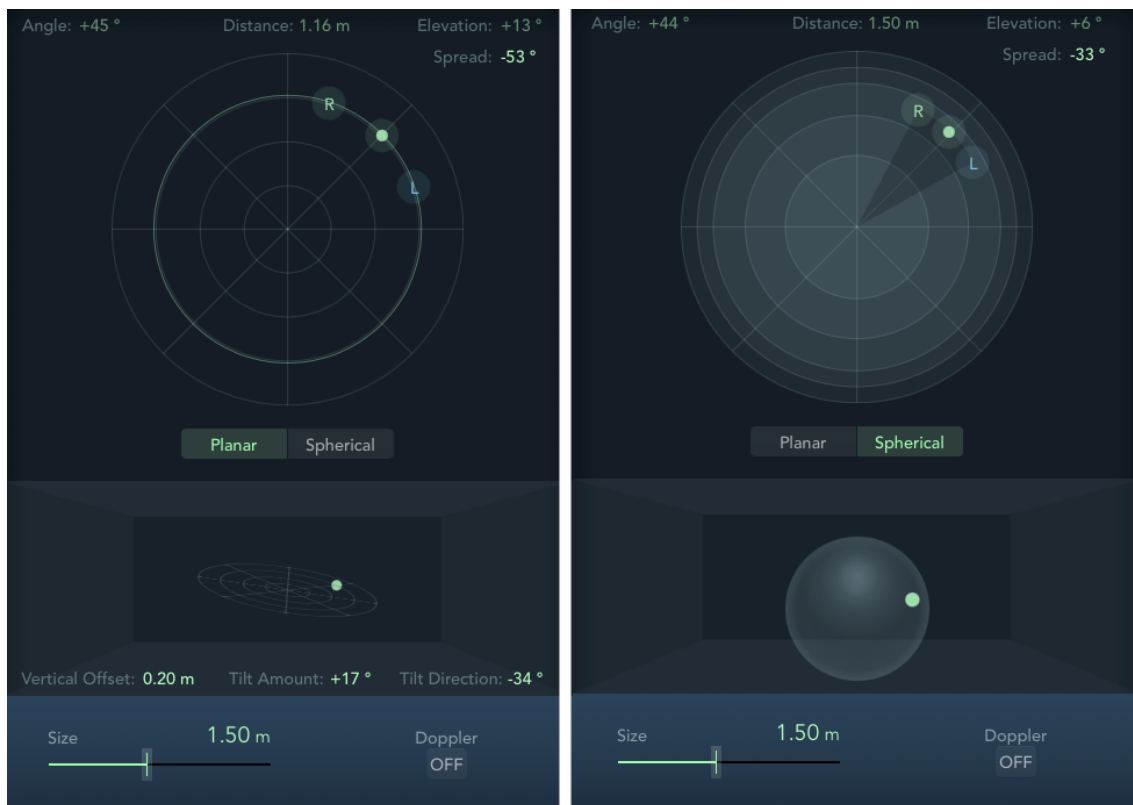 Angle: +45 ° Distance: 1.16 m Elevation: +13 °
Spread: -53 °
R
L
Planar Spherical
Vertical Offset: 0.20 m Tilt Amount: +17 ° Tilt Direction: -34 °
Size 1.50 m Doppler
OFF
Angle: +44 ° Distance: 1.50 m Elevation: +6 °
Spread: -33 °
R
L
Planar Spherical
Size 1.50 m Doppler
OFF